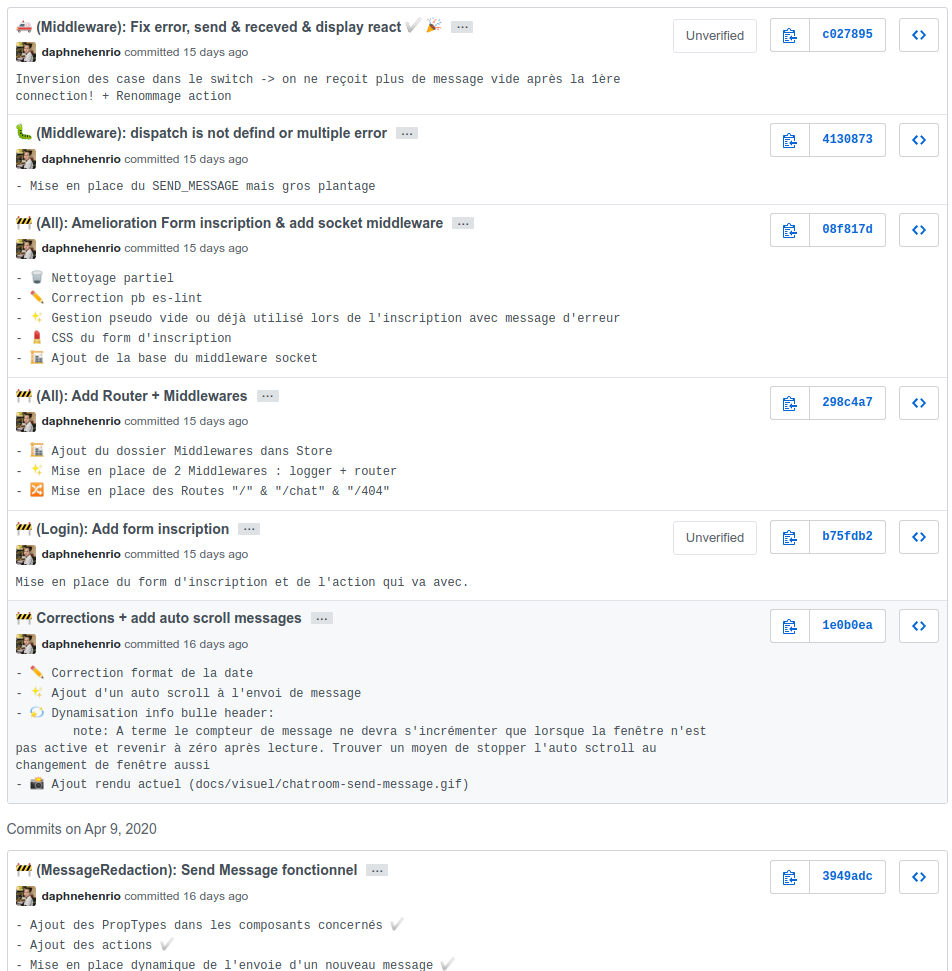 🚑 (Middleware): Fix error, send & receved & display react ✔️ 🎉 …
Unverified
c027895
daphnehenrio committed 15 days ago
Inversion des case dans le switch -> on ne reçoit plus de message vide après la 1ère
connection! + Renommage action
🐛 (Middleware): dispatch is not defind or multiple error …
4130873
daphnehenrio committed 15 days ago
- Mise en place du SEND_MESSAGE mais gros plantage
🚧 (All): Amelioration Form inscription & add socket middleware …
08f817d
daphnehenrio committed 15 days ago
- 🗑️ Nettoyage partiel
- ✏️ Correction pb es-lint
- ✨ Gestion pseudo vide ou déjà utilisé lors de l'inscription avec message d'erreur
- 💄 CSS du form d'inscription
- 🏗️ Ajout de la base du middleware socket
🚧 (All): Add Router + Middlewares …
298c4a7
daphnehenrio committed 15 days ago
- 🏗️ Ajout du dossier Middlewares dans Store
- ✨ Mise en place de 2 Middlewares : logger + router
- 🔀 Mise en place des Routes "/" & "/chat" & "/404"
🚧 (Login): Add form inscription …
Unverified
b75fdb2
daphnehenrio committed 15 days ago
Mise en place du form d'inscription et de l'action qui va avec.
🚧 Corrections + add auto scroll messages …
1e0b0ea
daphnehenrio committed 16 days ago
- ✏️ Correction format de la date
- ✨ Ajout d'un auto scroll à l'envoi de message
- 💫 Dynamisation info bulle header:
note: A terme le compteur de message ne devra s'incrémenter que lorsque la fenêtre n'est
pas active et revenir à zéro après lecture. Trouver un moyen de stopper l'auto sctroll au
changement de fenêtre aussi
- 📸 Ajout rendu actuel (docs/visuel/chatroom-send-message.gif)
Commits on Apr 9, 2020
🚧 (MessageRedaction): Send Message fonctionnel …
3949adc
daphnehenrio committed 16 days ago
- Ajout des PropTypes dans les composants concernés ✔️
- Ajout des actions ✔️
- Mise en place dynamique de l'envoie d'un nouveau message ✔️